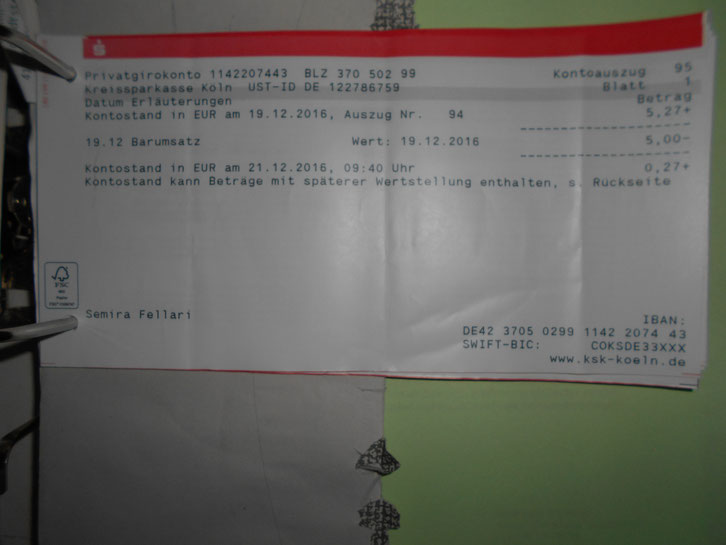 Privatgirokonto 1142207443 BLZ 370 502 99 Kontoauszug 95
Kreissparkasse Köln UST-ID DE 122786759 Blatt 1
Datum Erläuterungen Betrag
Kontostand in EUR am 19.12.2016, Auszug Nr. 94 5,27+
19.12 Barumsatz Wert: 19.12.2016 5,00-
Kontostand in EUR am 21.12.2016, 09:40 Uhr 0,27+
Kontostand kann Beträge mit späterer Wertstellung enthalten, s. Rückseite
FSC
Semira Fellari
IBAN:
DE42 3705 0299 1142 2074 43
SWIFT-BIC: COKSDE33XXX
www.ksk-koeln.de